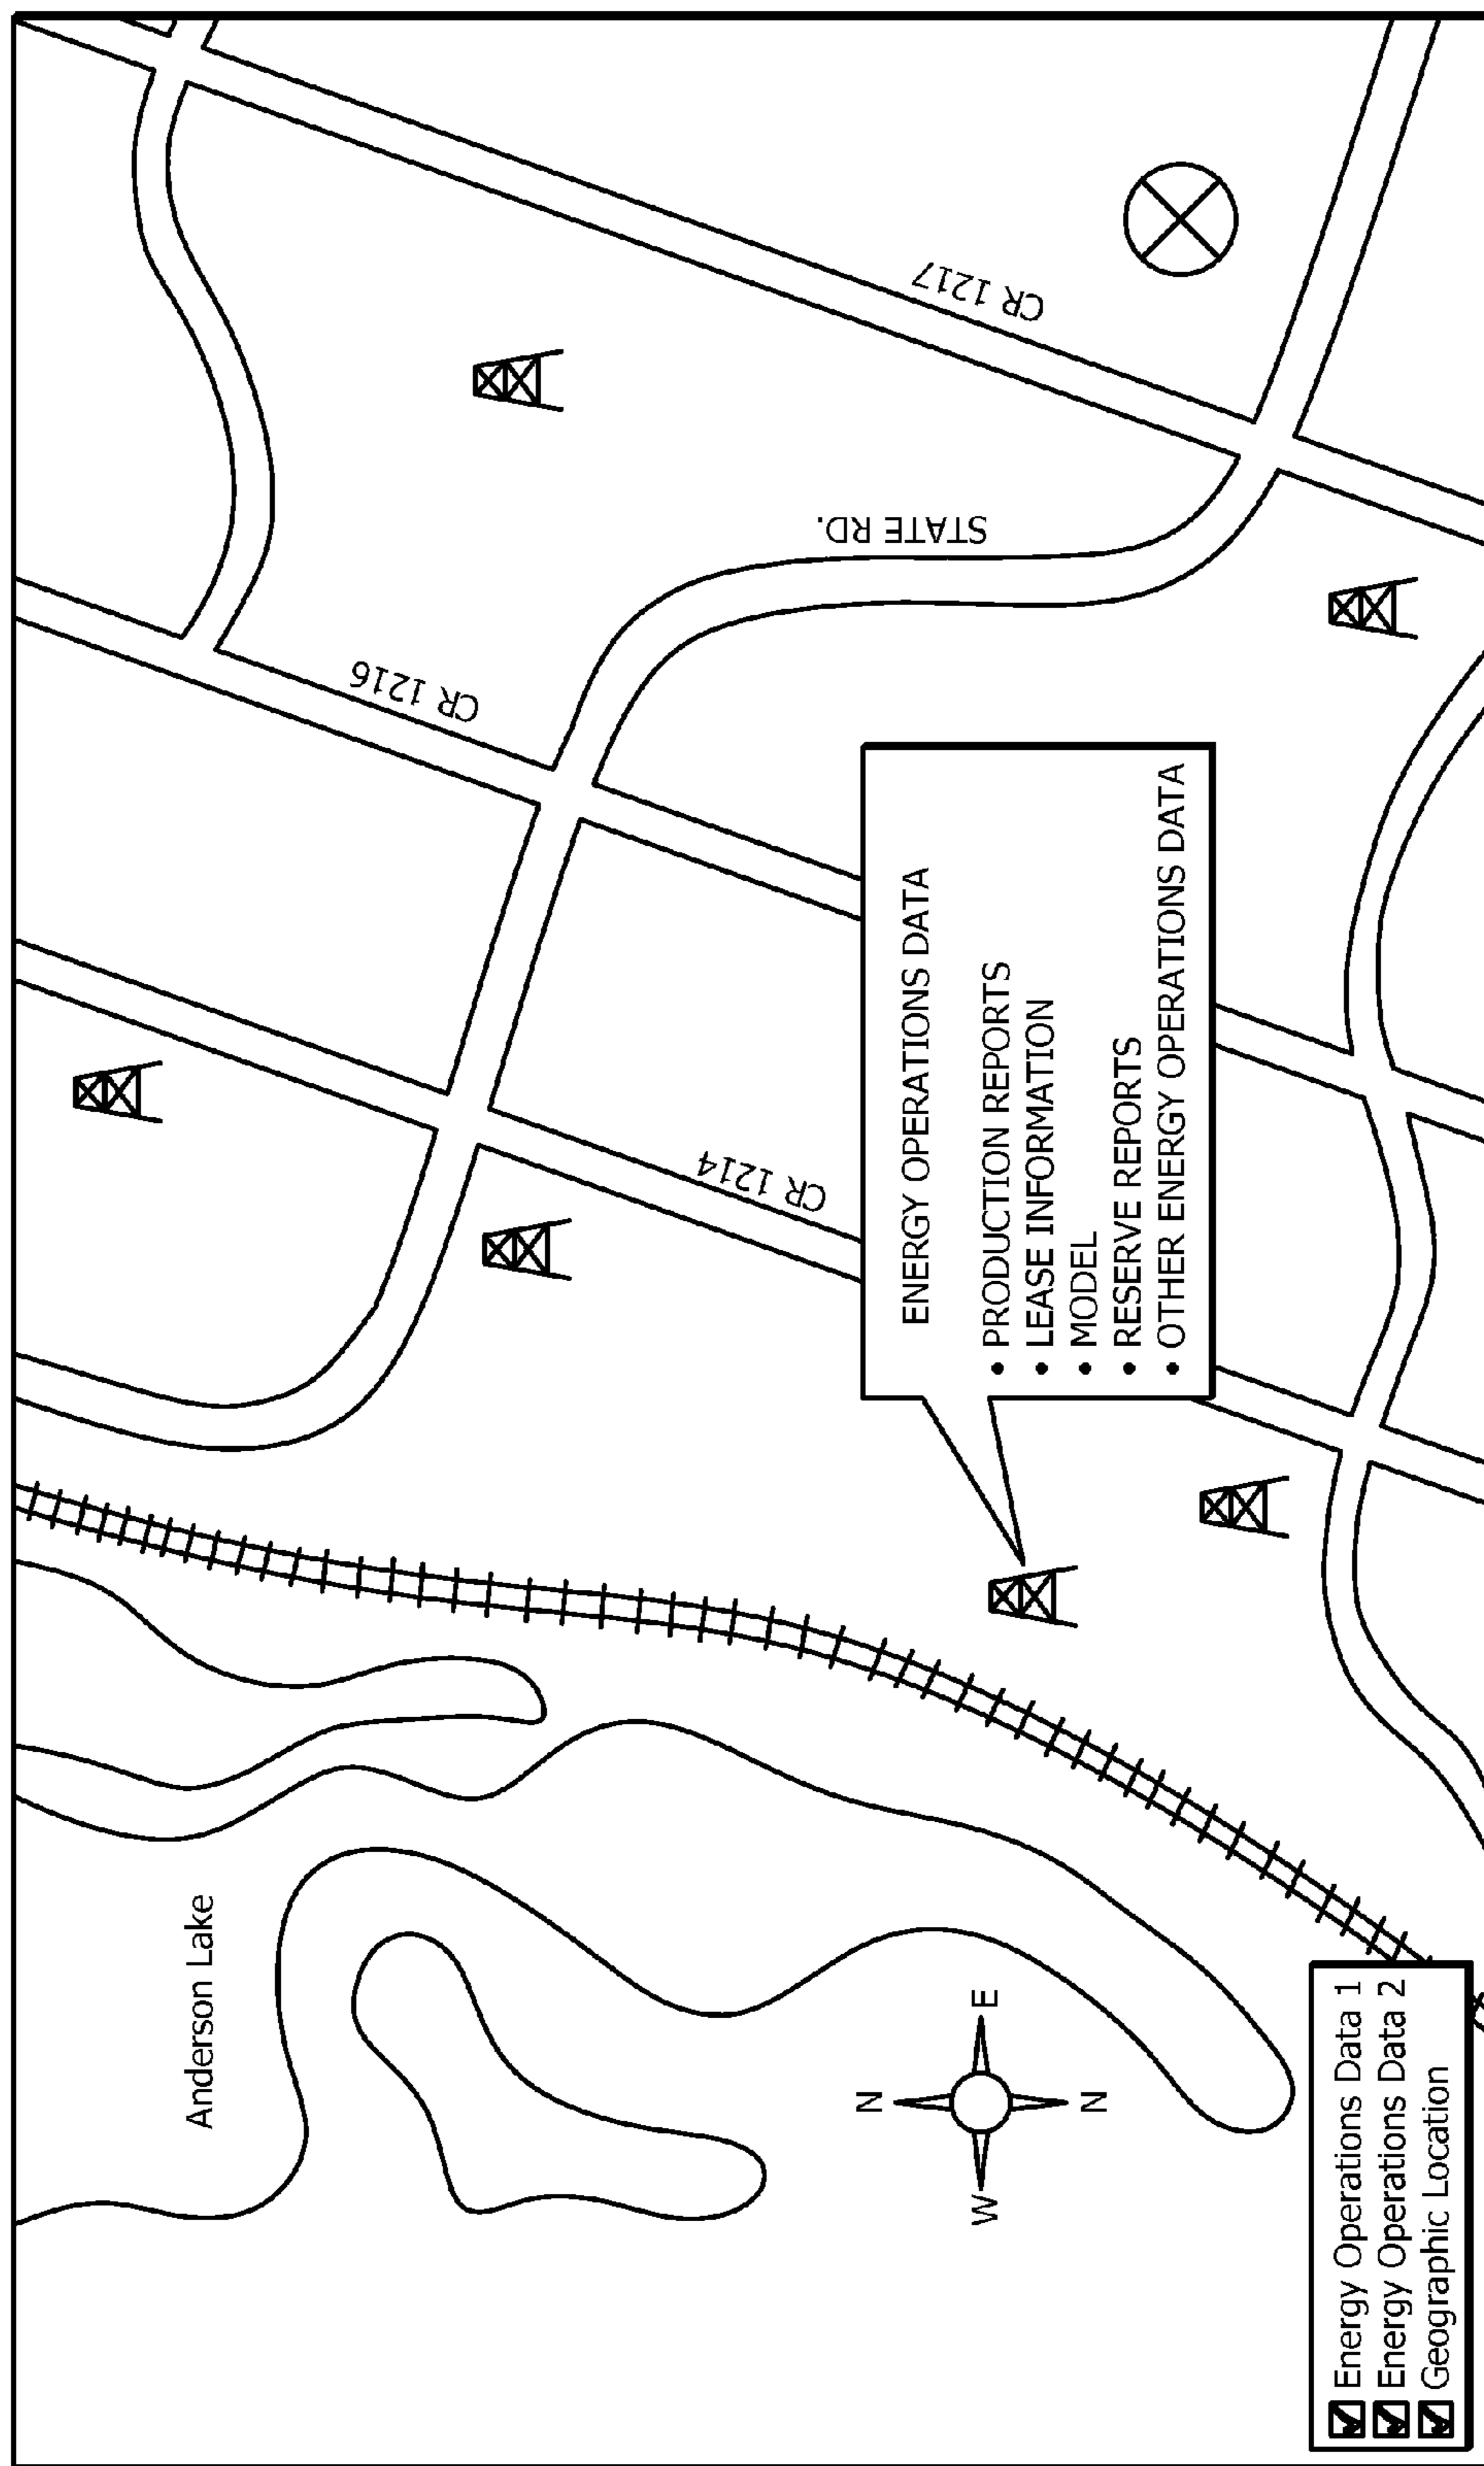 Anderson Lake
CR 1214
CR 1216
STATE RD.
CR 1217
ENERGY OPERATIONS DATA
• PRODUCTION REPORTS
• LEASE INFORMATION
• MODEL
• RESERVE REPORTS
• OTHER ENERGY OPERATIONS DATA
N
W
E
N
Energy Operations Data 1
Energy Operations Data 2
Geographic Location